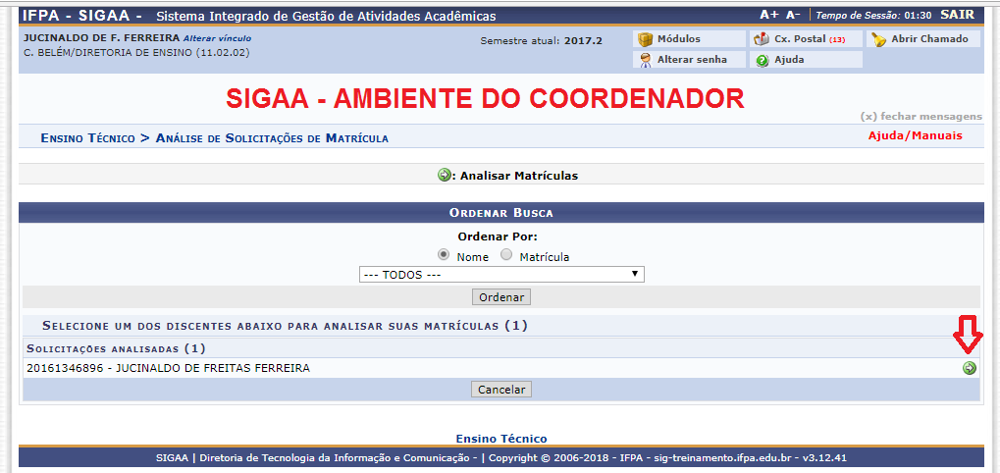 IFPA - SIGAA - Sistema Integrado de Gestão de Atividades Acadêmicas A+ A- | Tempo de Sessão: 01:30 SAIR
JUCINALDO DE F. FERREIRA Alterar vínculo Semestre atual: 2017.2 Módulos Cx. Postal (13) Abrir Chamado
C. BELÉM/DIRETORIA DE ENSINO (11.02.02) Alterar senha Ajuda
SIGAA - AMBIENTE DO COORDENADOR
(x) fechar mensagens
ENSINO TÉCNICO > ANÁLISE DE SOLICITAÇÕES DE MATRÍCULA Ajuda/Manuais
: Analisar Matrículas
ORDENAR BUSCA
Ordenar Por:
Nome Matrícula
--- TODOS ---
Ordenar
SELECIONE UM DOS DISCENTES ABAIXO PARA ANALISAR SUAS MATRÍCULAS (1)
SOLICITAÇÕES ANALISADAS (1)
20161346896 - JUCINALDO DE FREITAS FERREIRA
Cancelar
Ensino Técnico
SIGAA | Diretoria de Tecnologia da Informação e Comunicação - | Copyright © 2006-2018 - IFPA - sig-treinamento.ifpa.edu.br - v3.12.41